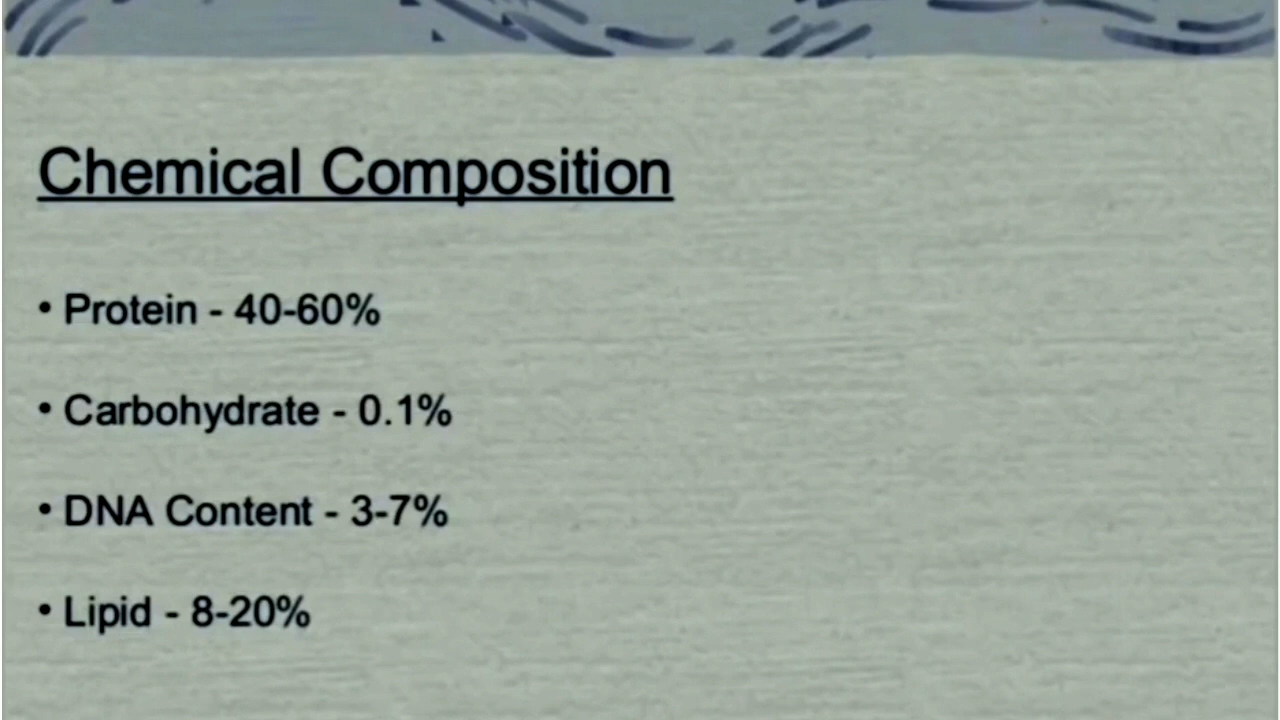 Chemical Composition
• Protein - 40-60%
• Carbohydrate - 0.1%
• DNA Content - 3-7%
• Lipid - 8-20%